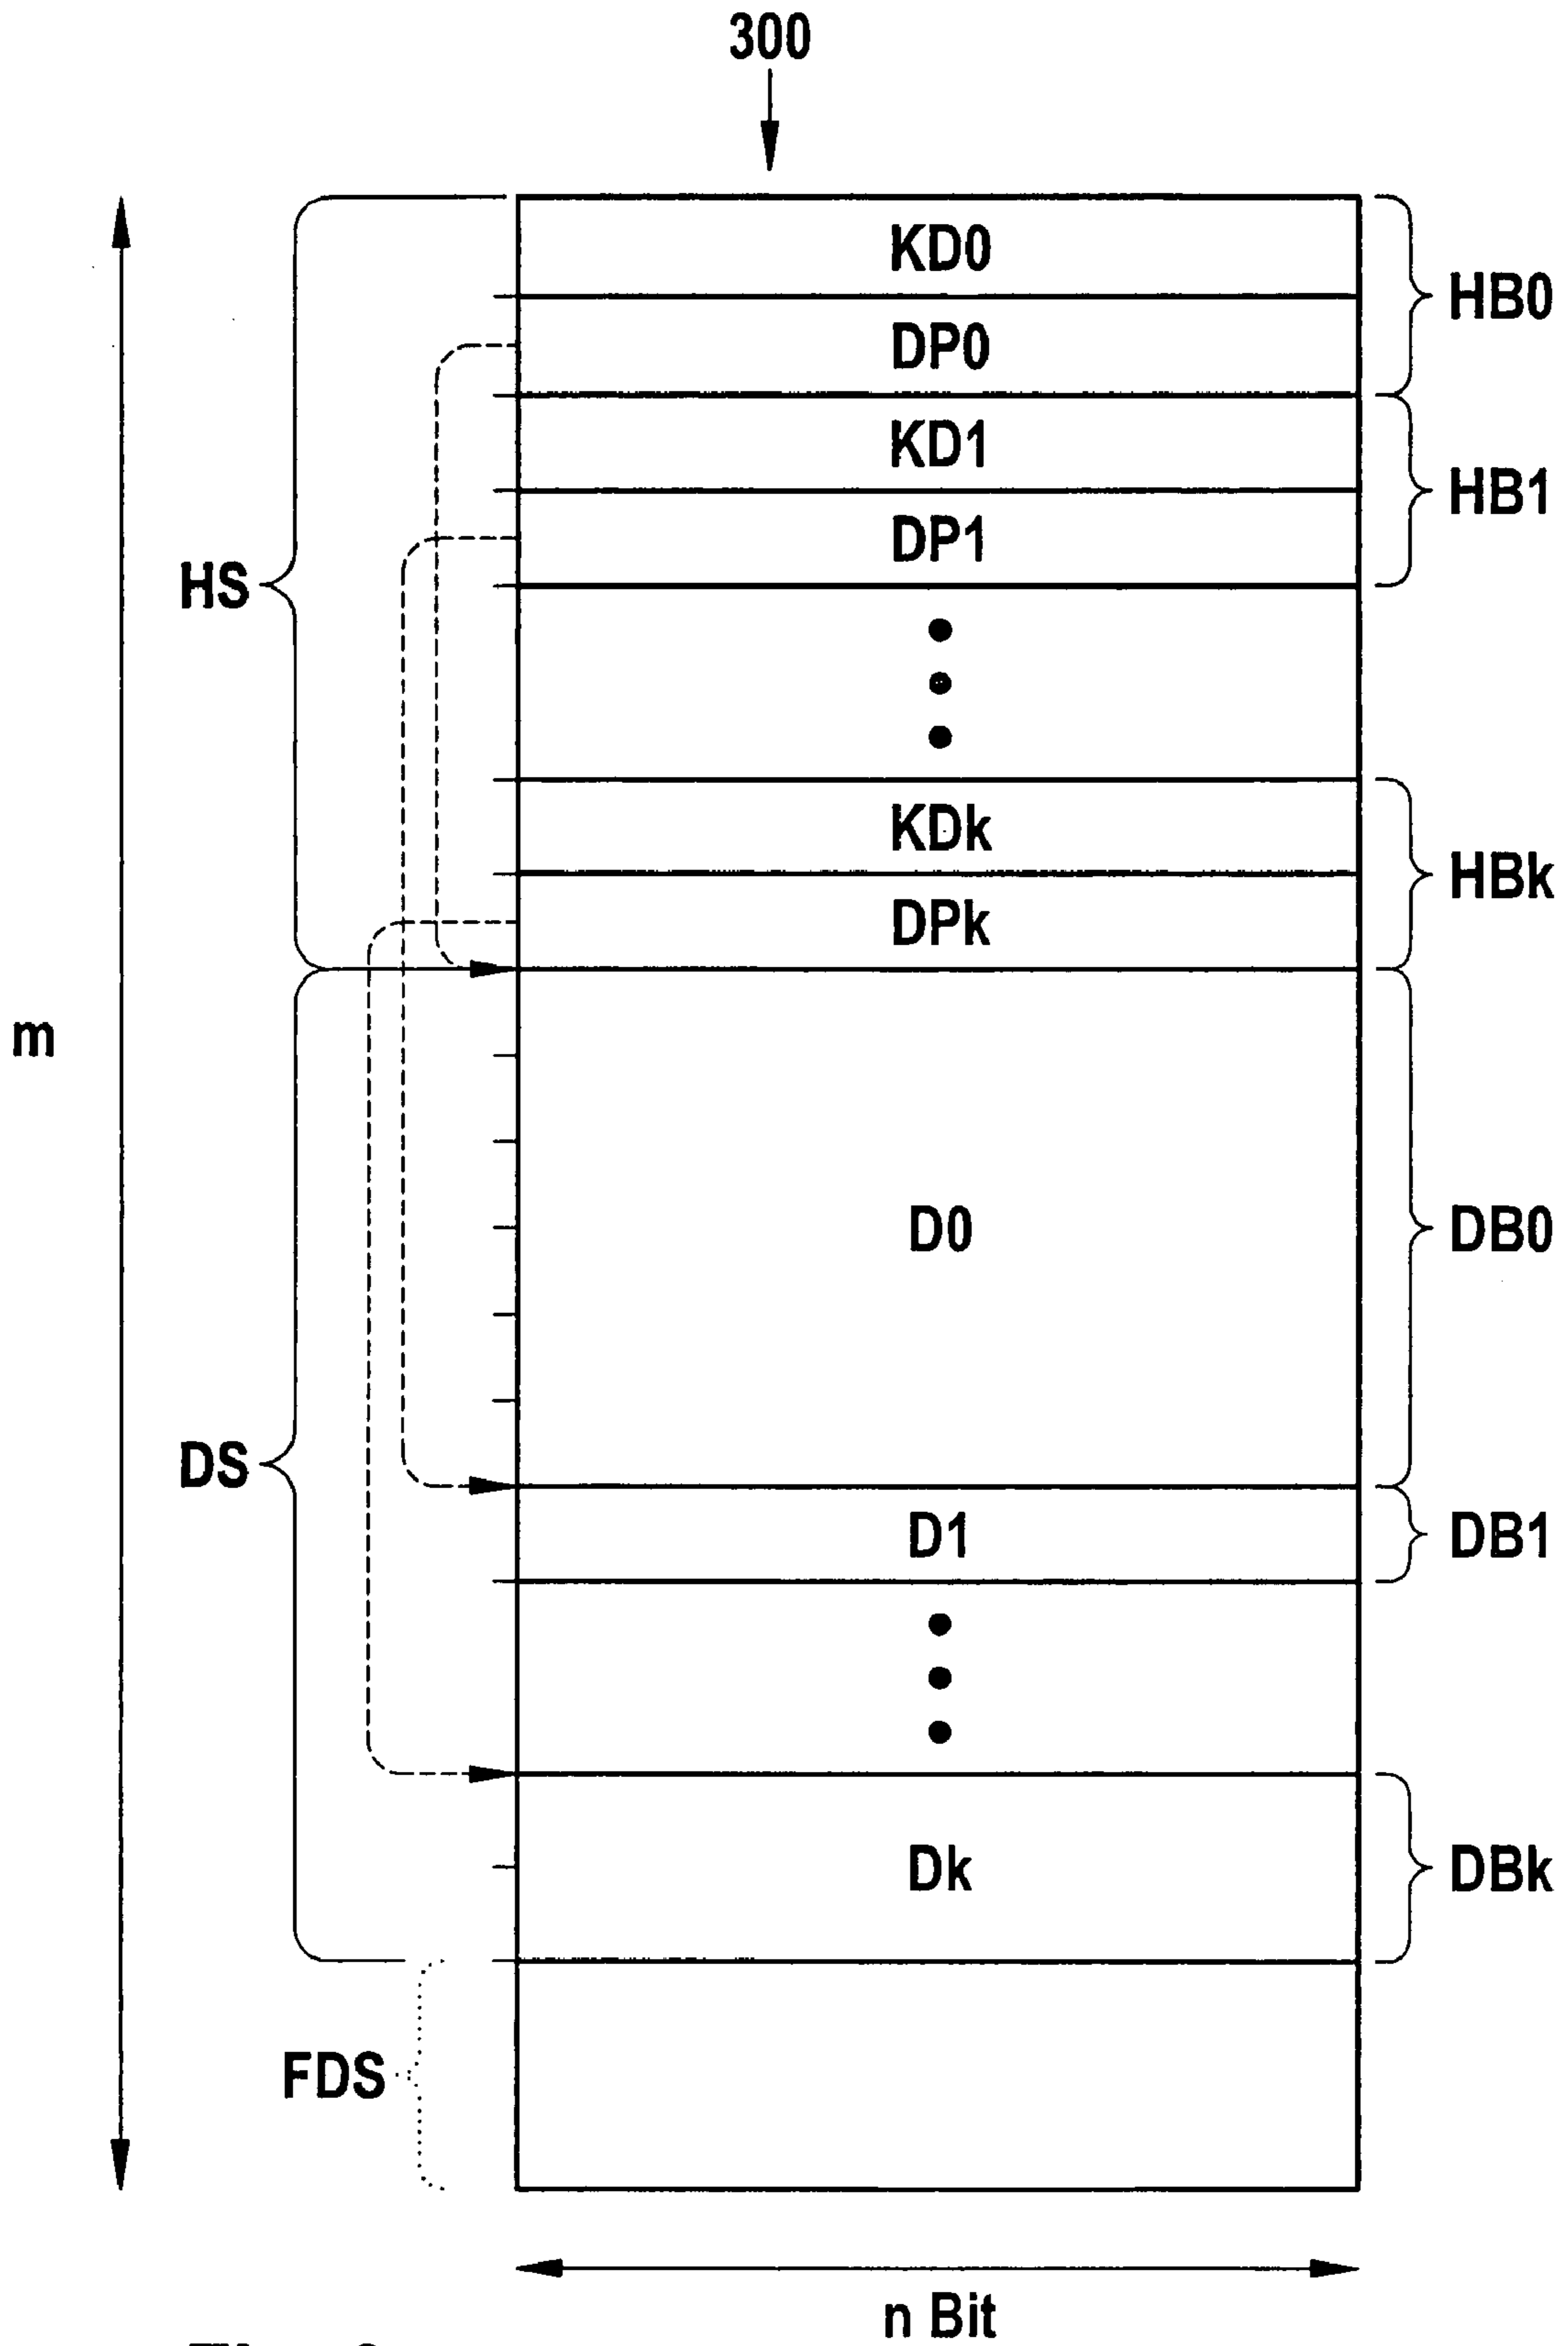 300
KD0
HB0
DP0
KD1
HB1
DP1
HS
KDk
HBk
DPk
m
D0
DB0
DS
D1
DB1
Dk
DBk
FDS
n Bit